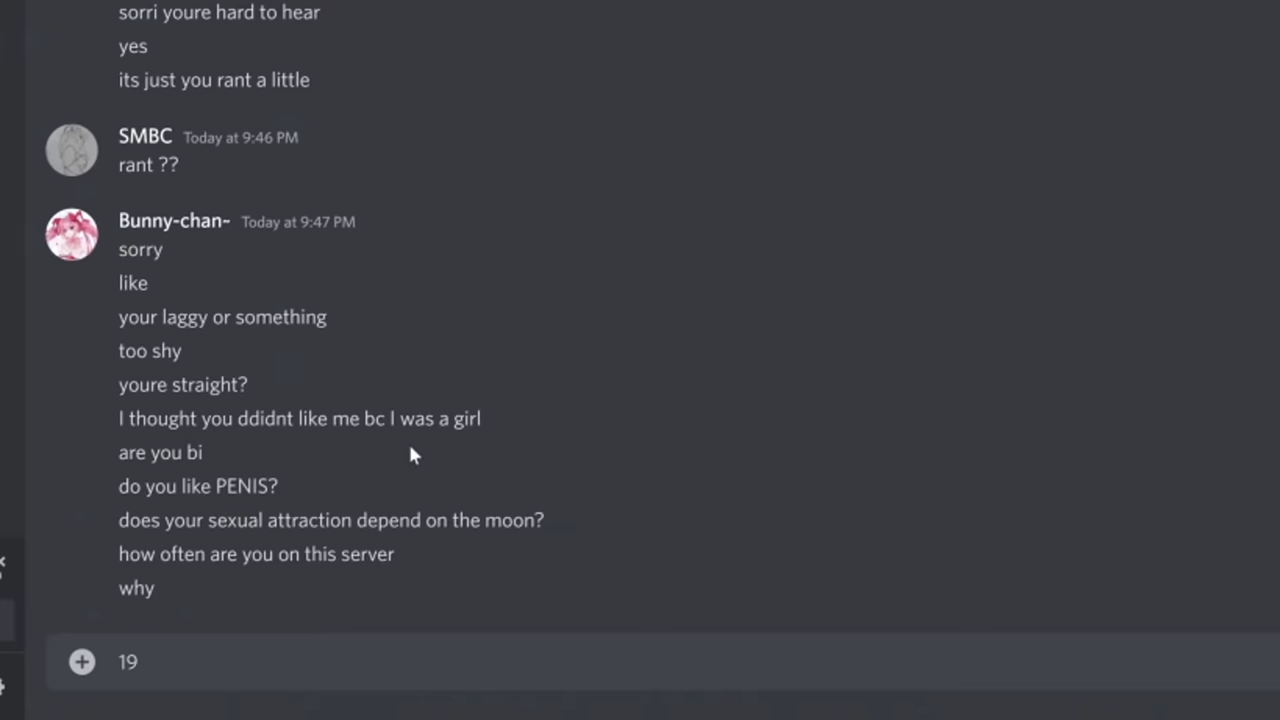 sorri youre hard to hear
yes
its just you rant a little
SMBC Today at 9:46 PM
rant ??
Bunny-chan~ Today at 9:47 PM
sorry
like
your laggy or something
too shy
youre straight?
I thought you ddidnt like me bc I was a girl
are you bi
do you like PENIS?
does your sexual attraction depend on the moon?
how often are you on this server
why
19